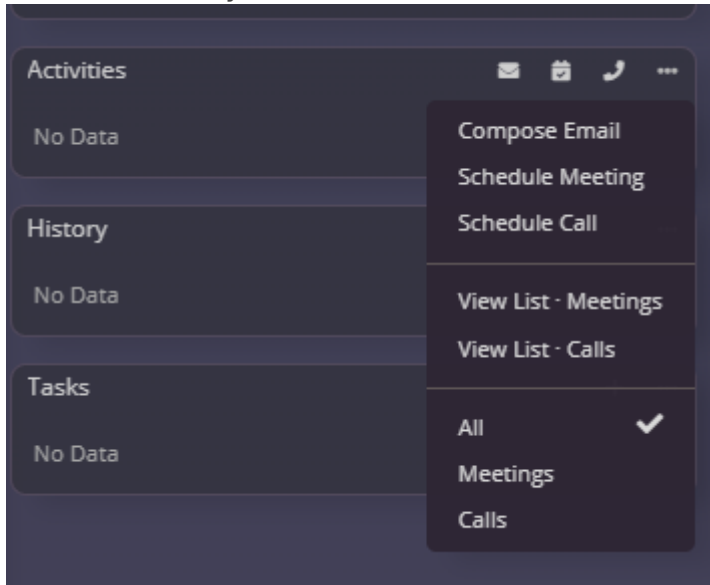 Activities
No Data
Compose Email
Schedule Meeting
Schedule Call
History
No Data
View List · Meetings
View List · Calls
Tasks
No Data
All
Meetings
Calls